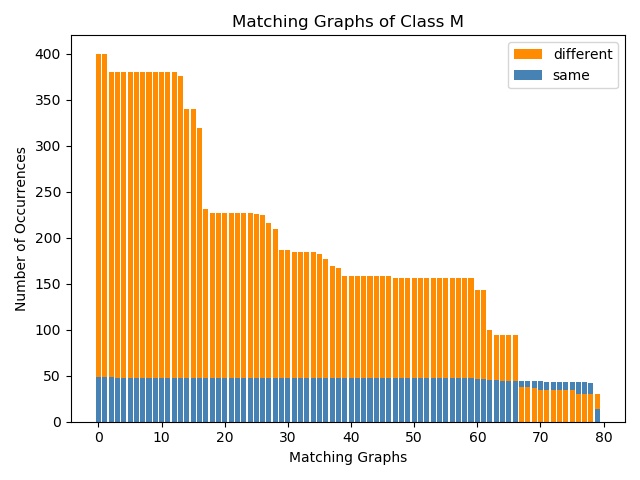 Matching Graphs of Class M
different
same
Number of Occurrences
400
350
300
250
200
150
100
50
0
0 10 20 30 40 50 60 70 80
Matching Graphs